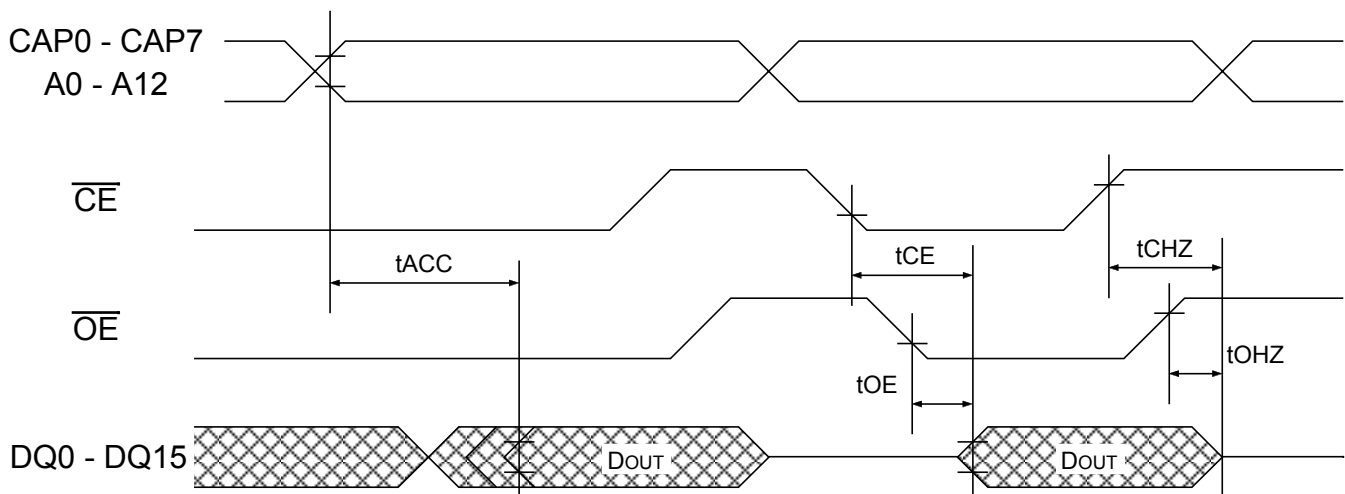 CAP0 - CAP7
A0 - A12
CE
tACC
tCE
tCHZ
OE
tOE
tOHZ
DQ0 - DQ15
DOUT
DOUT